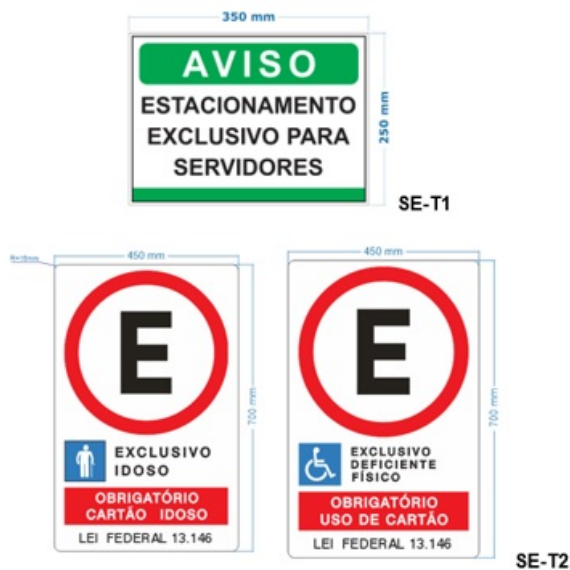 350 mm
AVISO
ESTACIONAMENTO
EXCLUSIVO PARA
SERVIDORES
250 mm
SE-T1
450 mm
R=15mm
E
700 mm
EXCLUSIVO
IDOSO
OBRIGATÓRIO
CARTÃO IDOSO
LEI FEDERAL 13.146
450 mm
E
700 mm
EXCLUSIVO
DEFICIENTE
FÍSICO
OBRIGATÓRIO
USO DE CARTÃO
LEI FEDERAL 13.146
SE-T2